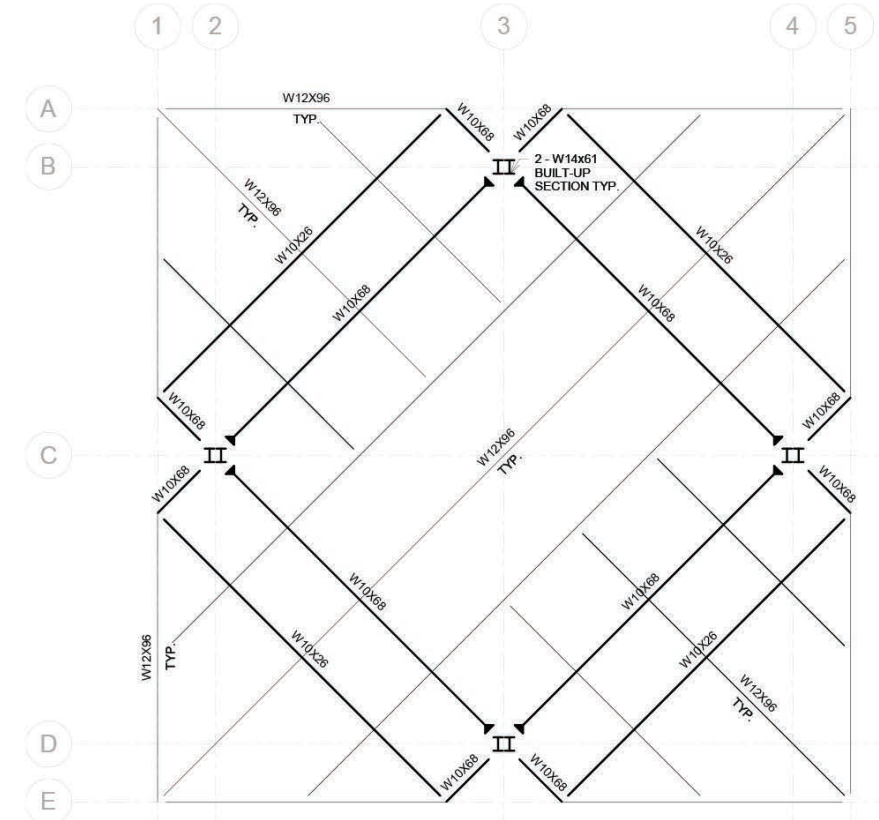 1 2 3 4 5
A
W12X96
TYP.
W10X68
W10X68
B
2 - W14x61
BUILT-UP
SECTION TYP.
W12X96
TYP.
W10X26
W10X26
W10X68
W10X68
W10X68
W10X68
C
W12X96
TYP.
W10X68
W10X68
W10X68
W10X68
W12X96
TYP.
W10X26
W10X26
W12X96
TYP.
D
W10X68
W10X68
E